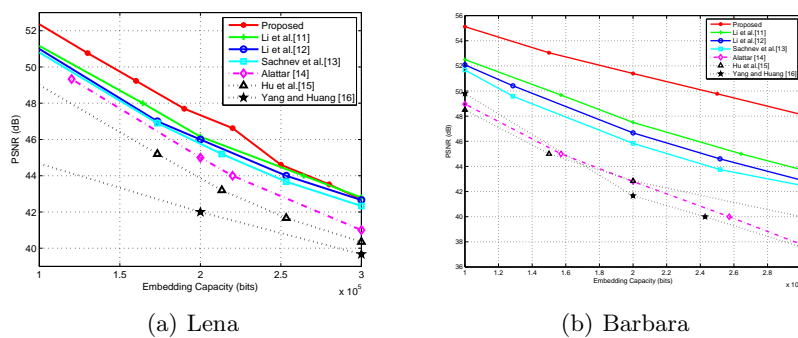 52
50
48
46
44
42
40
PSNR (dB)
1
1.5
2
2.5
3
x 10^5
Embedding Capacity (bits)
Proposed
Li et al.[11]
Li et al.[12]
Sachnev et al.[13]
Alattar [14]
Hu et al.[15]
Yang and Huang [16]
(a) Lena
56
54
52
50
48
46
44
42
40
38
36
PSNR (dB)
1
1.2
1.4
1.6
1.8
2
2.2
2.4
2.6
2.8
3
x 10^5
Embedding Capacity (bits)
Proposed
Li et al.[11]
Li et al.[12]
Sachnev et al.[13]
Alattar [14]
Hu et al.[15]
Yang and Huang [16]
(b) Barbara